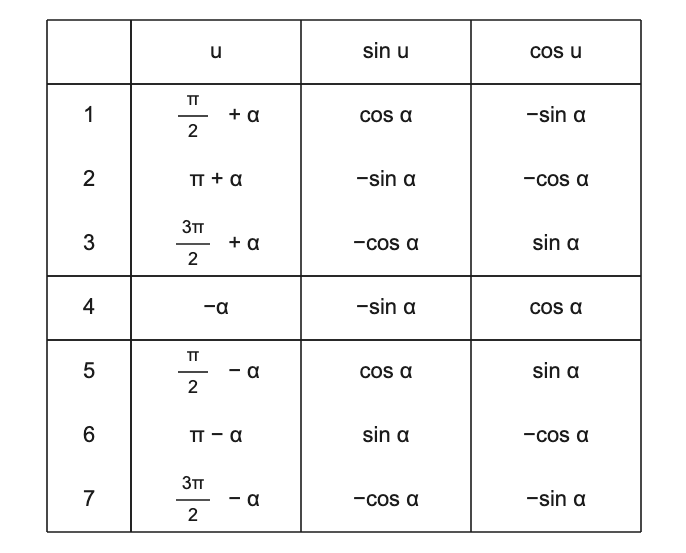 u sin u cos u
1 π/2 + α cos α −sin α
2 π + α −sin α −cos α
3 3π/2 + α −cos α sin α
4 −α −sin α cos α
5 π/2 − α cos α sin α
6 π − α sin α −cos α
7 3π/2 − α −cos α −sin α